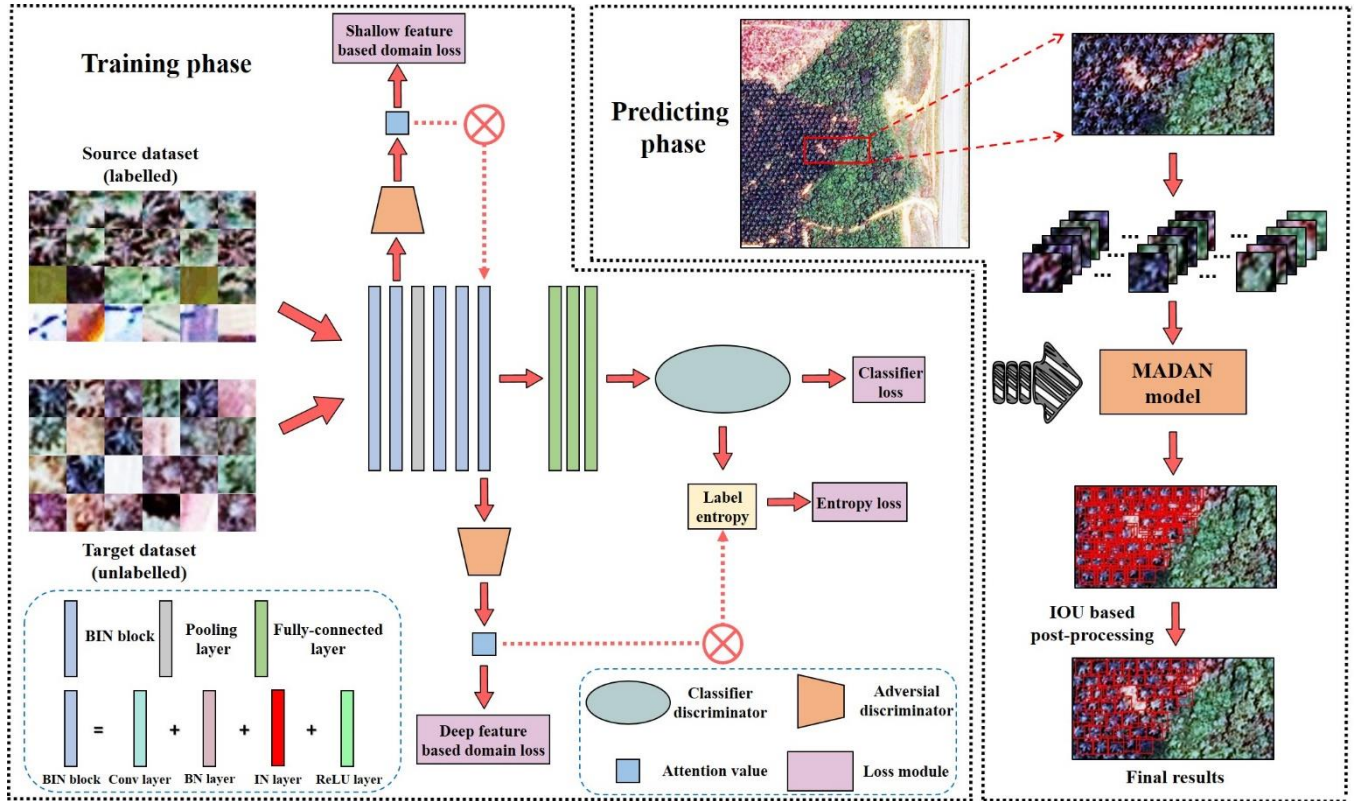 Training phase
Shallow feature
based domain loss
Source dataset
(labelled)
Target dataset
(unlabelled)
Classifier
loss
Label
entropy
Entropy loss
Deep feature
based domain loss
BIN block
Pooling
layer
Fully-connected
layer
=
+
+
+
BIN block
Conv layer
BN layer
IN layer
ReLU layer
Classifier
discriminator
Adversial
discriminator
Attention value
Loss module
Predicting
phase
...
...
...
...
MADAN
model
IOU based
post-processing
Final results